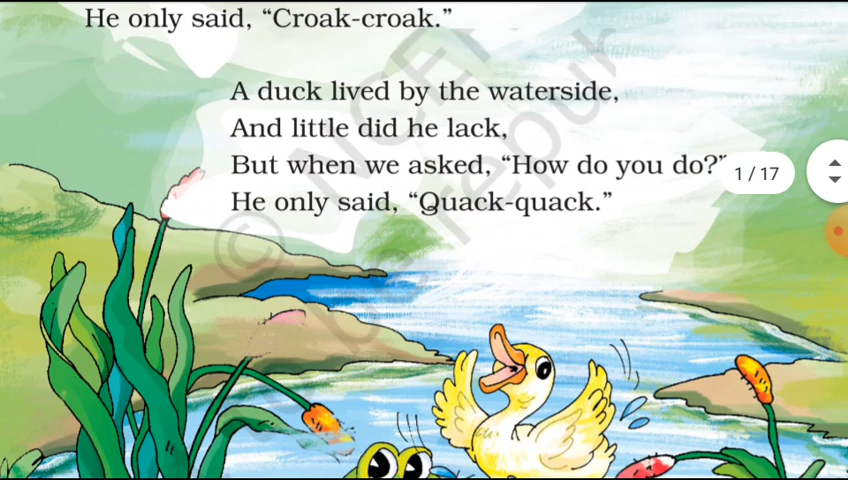 He only said, “Croak-croak.”
A duck lived by the waterside,
And little did he lack,
But when we asked, “How do you do?”
He only said, “Quack-quack.”
1 / 17